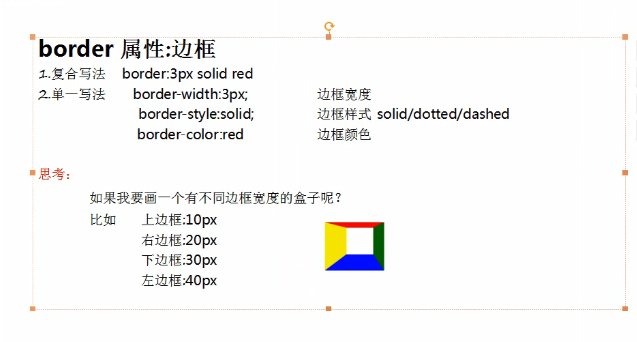 border 属性:边框
1.复合写法 border:3px solid red
2.单一写法 border-width:3px; 边框宽度
border-style:solid; 边框样式 solid/dotted/dashed
border-color:red 边框颜色
思考:
如果我要画一个有不同边框宽度的盒子呢?
比如 上边框:10px
右边框:20px
下边框:30px
左边框:40px